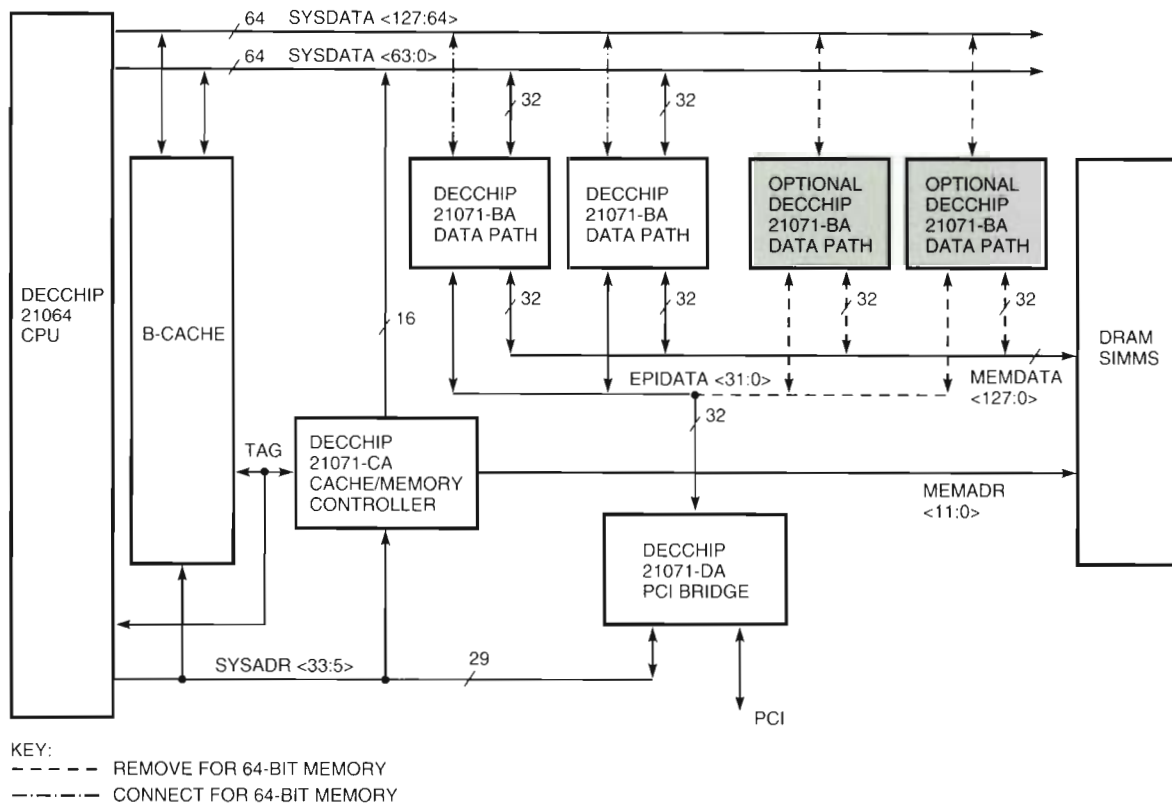 64 SYSDATA <127:64>
64 SYSDATA <63:0>
32
32
DECCHIP
21064
CPU
B-CACHE
DECCHIP
21071-BA
DATA PATH
DECCHIP
21071-BA
DATA PATH
OPTIONAL
DECCHIP
21071-BA
DATA PATH
OPTIONAL
DECCHIP
21071-BA
DATA PATH
DRAM
SIMMS
16
32
32
32
32
EPIDATA <31:0>
MEMDATA
<127:0>
32
TAG
DECCHIP
21071-CA
CACHE/MEMORY
CONTROLLER
MEMADR
<11:0>
DECCHIP
21071-DA
PCI BRIDGE
SYSADR <33:5>
29
PCI
KEY:
REMOVE FOR 64-BIT MEMORY
CONNECT FOR 64-BIT MEMORY